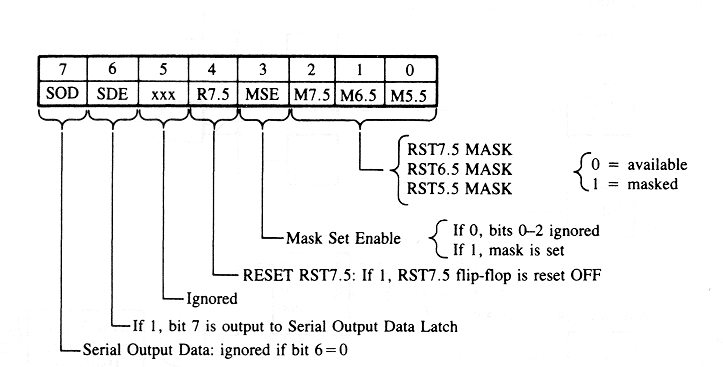 7 6 5 4 3 2 1 0
SOD SDE xxx R7.5 MSE M7.5 M6.5 M5.5
RST7.5 MASK
RST6.5 MASK
RST5.5 MASK
0 = available
1 = masked
Mask Set Enable
If 0, bits 0–2 ignored
If 1, mask is set
RESET RST7.5: If 1, RST7.5 flip-flop is reset OFF
Ignored
If 1, bit 7 is output to Serial Output Data Latch
Serial Output Data: ignored if bit 6=0